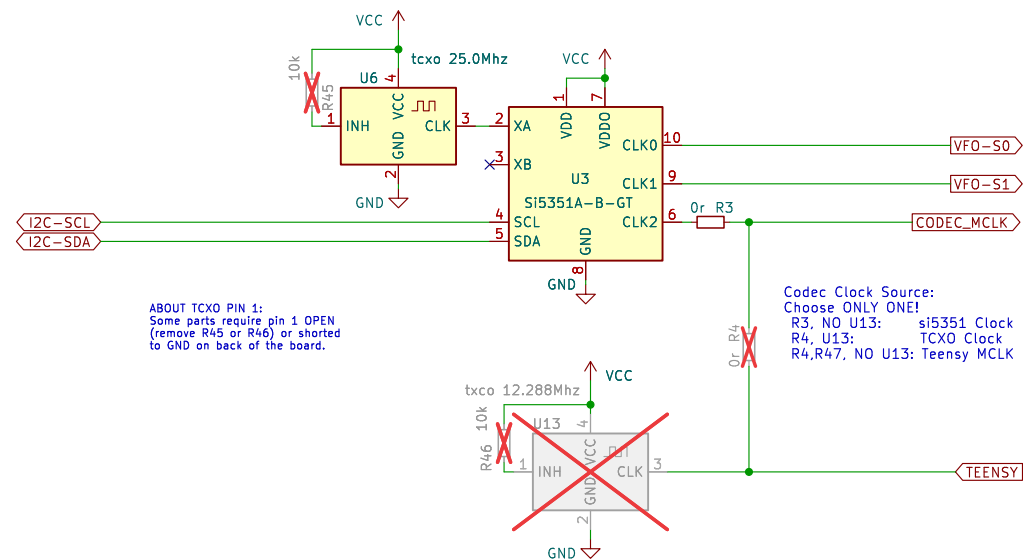 VCC
tcxo 25.0Mhz
VCC
10k
R45
U6
4
VCC
1
INH
CLK
3
GND
2
GND
1
7
VDD
VDDO
2
XA
3
XB
CLK0
10
VFO-S0
U3
CLK1
9
VFO-S1
Si5351A-B-GT
I2C-SCL
4
SCL
CLK2
6
0r R3
CODEC_MCLK
I2C-SDA
5
SDA
GND
8
GND
ABOUT TCXO PIN 1:
Some parts require pin 1 OPEN
(remove R45 or R46) or shorted
to GND on back of the board.
Codec Clock Source:
Choose ONLY ONE!
R3, NO U13: si5351 Clock
R4, U13: TCXO Clock
R4,R47, NO U13: Teensy MCLK
0r R4
VCC
txco 12.288Mhz
10k
R46
U13
4
VCC
1
INH
CLK
3
GND
2
GND
TEENSY